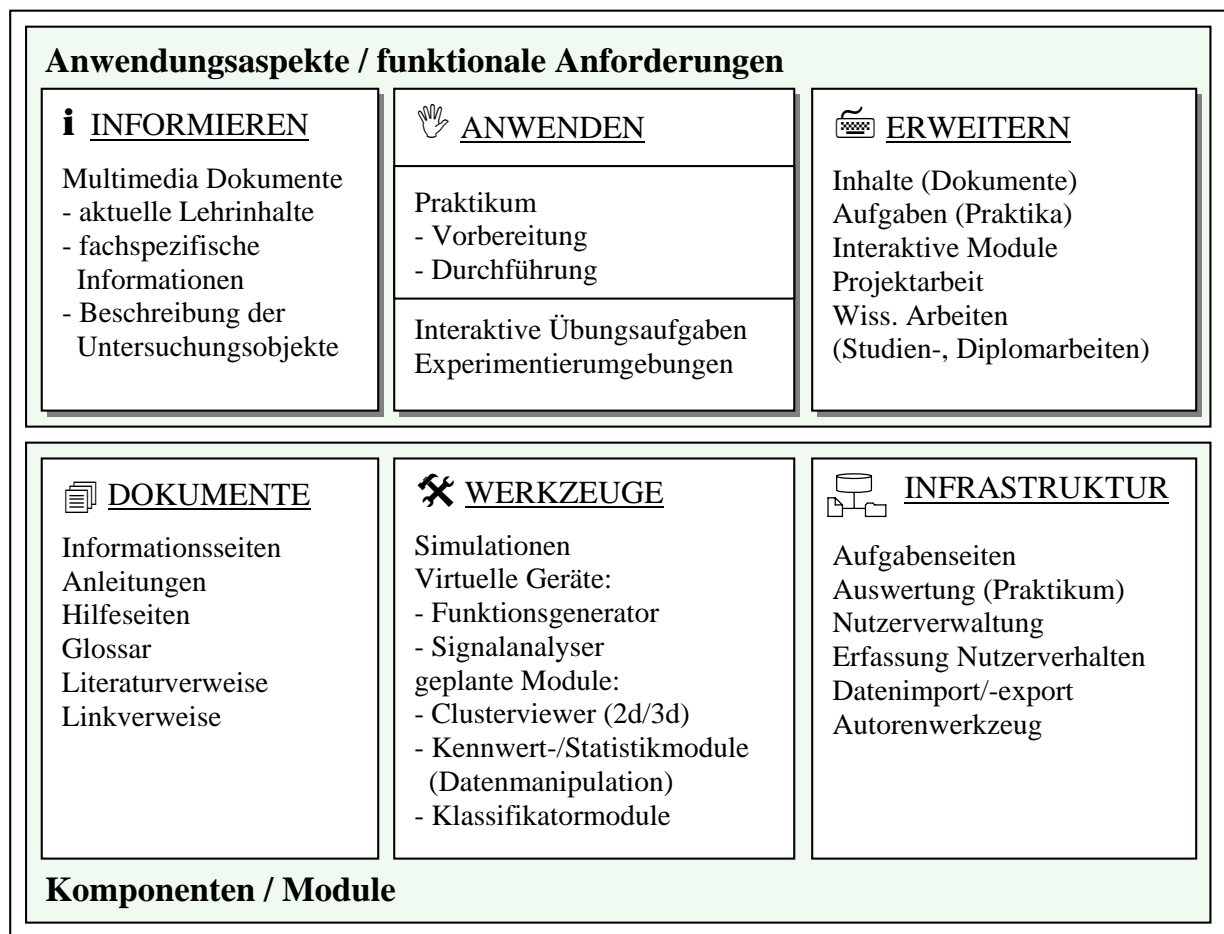 Anwendungsaspekte / funktionale Anforderungen
i INFORMIEREN
Multimedia Dokumente
- aktuelle Lehrinhalte
- fachspezifische
Informationen
- Beschreibung der
Untersuchungsobjekte
ANWENDEN
Praktikum
- Vorbereitung
- Durchführung
Interaktive Übungsaufgaben
Experimentierumgebungen
ERWEITERN
Inhalte (Dokumente)
Aufgaben (Praktika)
Interaktive Module
Projektarbeit
Wiss. Arbeiten
(Studien-, Diplomarbeiten)
DOKUMENTE
Informationsseiten
Anleitungen
Hilfeseiten
Glossar
Literaturverweise
Linkverweise
WERKZEUGE
Simulationen
Virtuelle Geräte:
- Funktionsgenerator
- Signalanalyser
geplante Module:
- Clusterviewer (2d/3d)
- Kennwert-/Statistikmodule
(Datenmanipulation)
- Klassifikatormodule
INFRASTRUKTUR
Aufgabenseiten
Auswertung (Praktikum)
Nutzerverwaltung
Erfassung Nutzerverhalten
Datenimport/-export
Autorenwerkzeug
Komponenten / Module